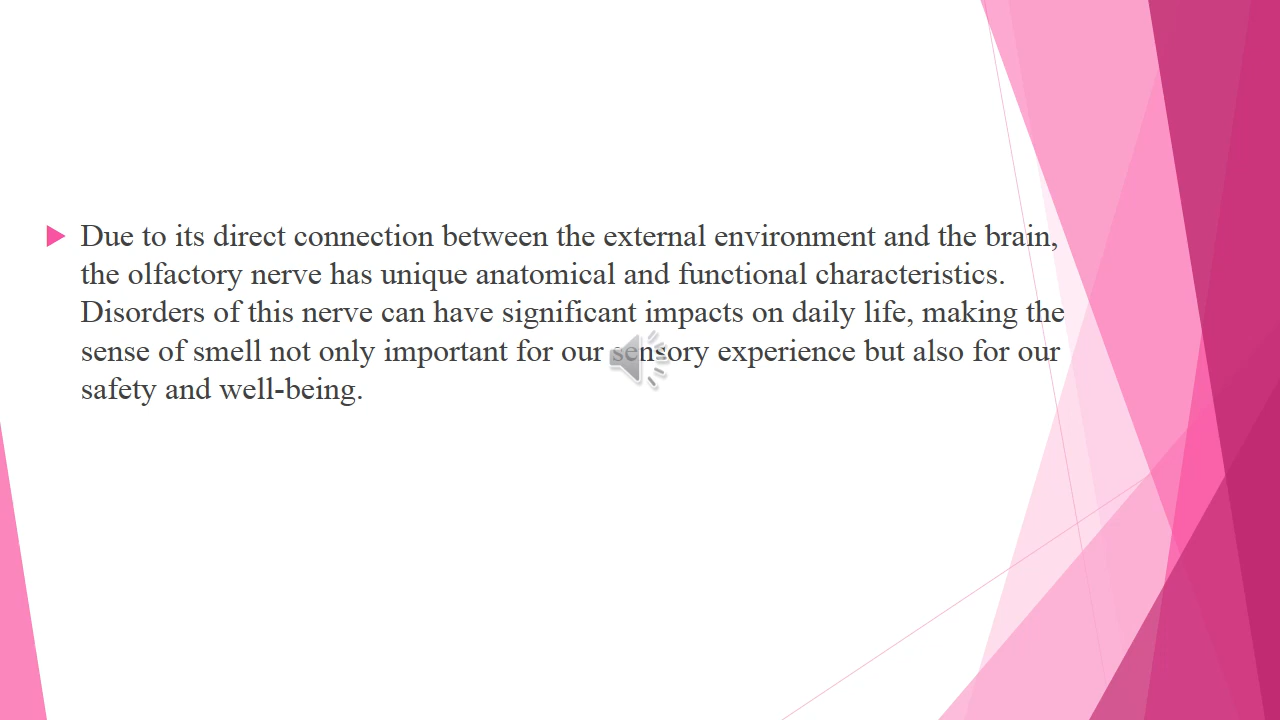 Due to its direct connection between the external environment and the brain,
the olfactory nerve has unique anatomical and functional characteristics.
Disorders of this nerve can have significant impacts on daily life, making the
sense of smell not only important for our sensory experience but also for our
safety and well-being.